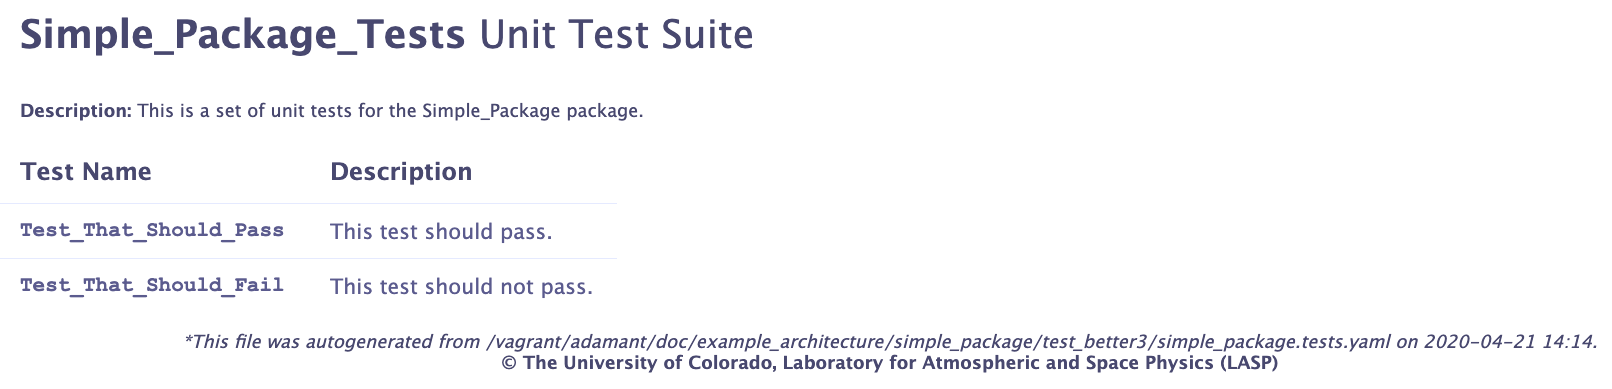 Simple_Package_Tests Unit Test Suite
Description: This is a set of unit tests for the Simple_Package package.
Test Name Description
Test_That_Should_Pass This test should pass.
Test_That_Should_Fail This test should not pass.
*This file was autogenerated from /vagrant/adamant/doc/example_architecture/simple_package/test_better3/simple_package.tests.yaml on 2020-04-21 14:14.
© The University of Colorado, Laboratory for Atmospheric and Space Physics (LASP)